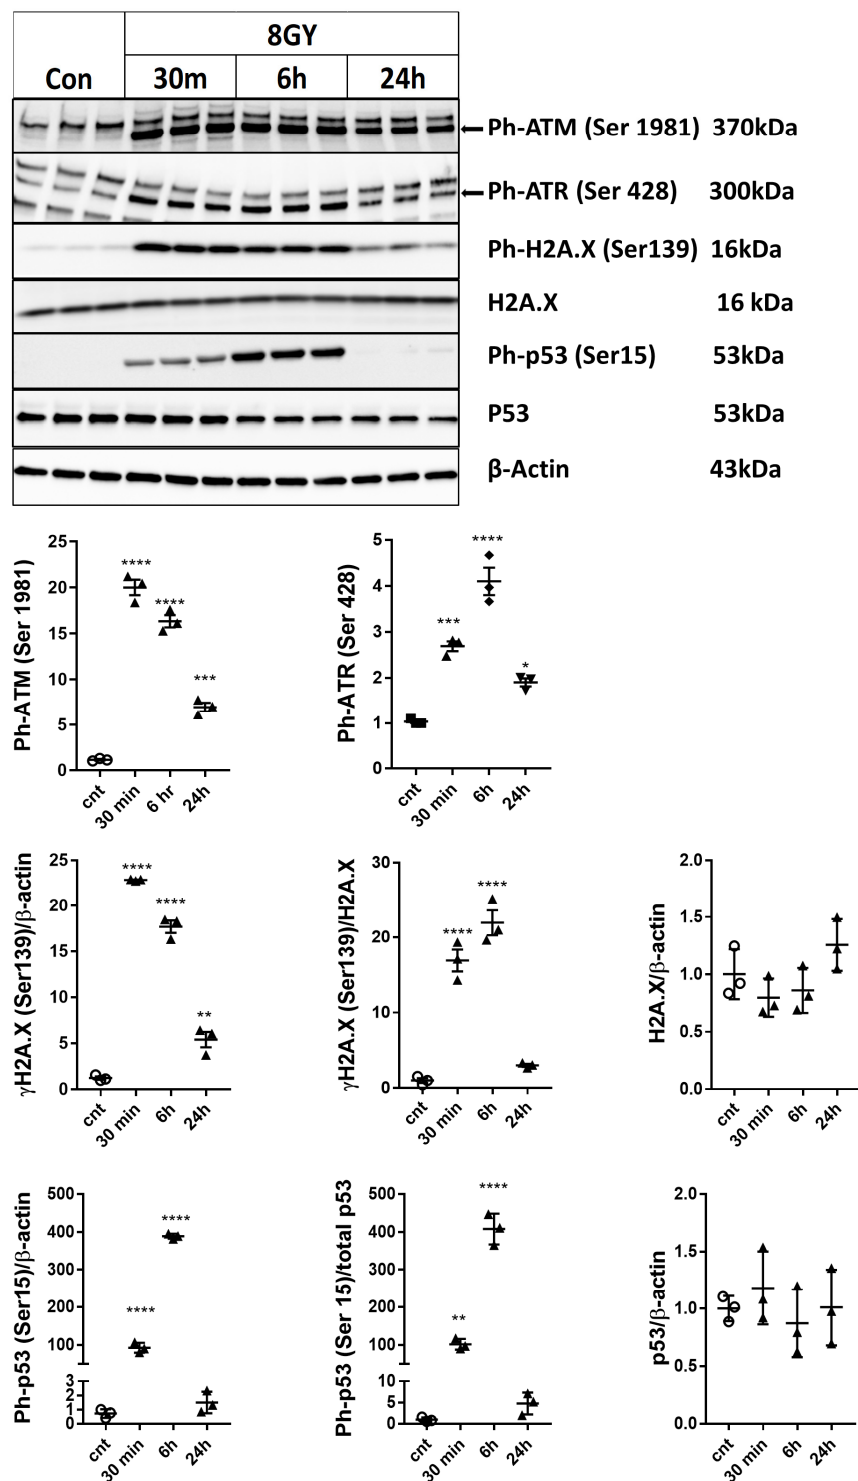 8GY
Con 30m 6h 24h
Ph-ATM (Ser 1981) 370kDa
Ph-ATR (Ser 428) 300kDa
Ph-H2A.X (Ser139) 16kDa
H2A.X 16 kDa
Ph-p53 (Ser15) 53kDa
P53 53kDa
β-Actin 43kDa
Ph-ATM (Ser 1981)
25
20
15
10
5
0
****
****
***
cnt 30 min 6 hr 24h
Ph-ATR (Ser 428)
5
4
3
2
1
0
***
****
*
cnt 30 min 6h 24h
γH2A.X (Ser139)/β-actin
25
20
15
10
5
0
****
****
**
cnt 30 min 6h 24h
γH2A.X (Ser139)/H2A.X
30
20
10
0
****
****
cnt 30 min 6h 24h
H2A.X/β-actin
2.0
1.5
1.0
0.5
0.0
cnt 30 min 6h 24h
Ph-p53 (Ser15)/β-actin
500
400
300
200
100
3
2
1
0
****
****
cnt 30 min 6h 24h
Ph-p53 (Ser 15)/total p53
500
400
300
200
100
10
5
0
**
****
cnt 30 min 6h 24h
p53/β-actin
2.0
1.5
1.0
0.5
0.0
cnt 30 min 6h 24h